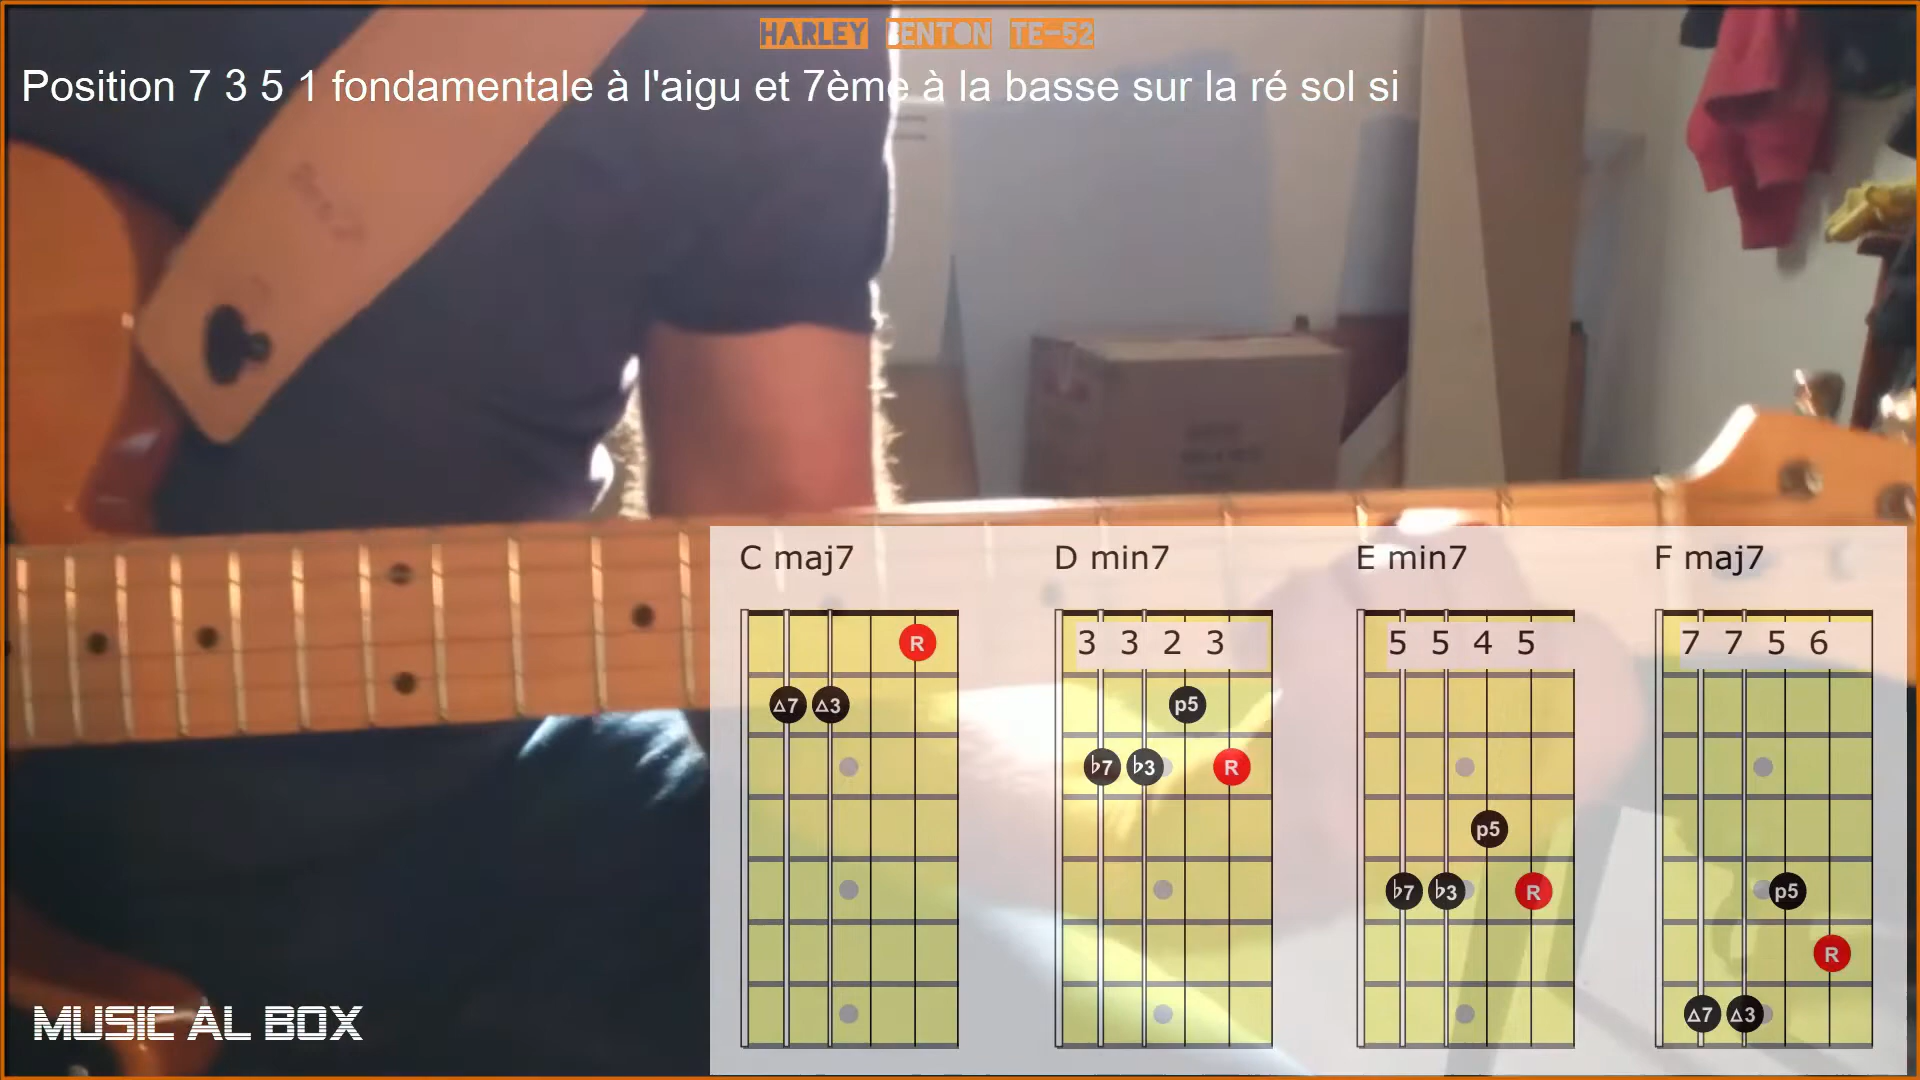 HARLEY BENTON TE-52
Position 7 3 5 1 fondamentale à l'aigu et 7ème à la basse sur la ré sol si
C maj7
D min7
E min7
F maj7
R
Δ7 Δ3
3 3 2 3
p5
♭7 ♭3 R
5 5 4 5
p5
♭7 ♭3 R
7 7 5 6
p5
R
Δ7 Δ3
MUSIC AL BOX